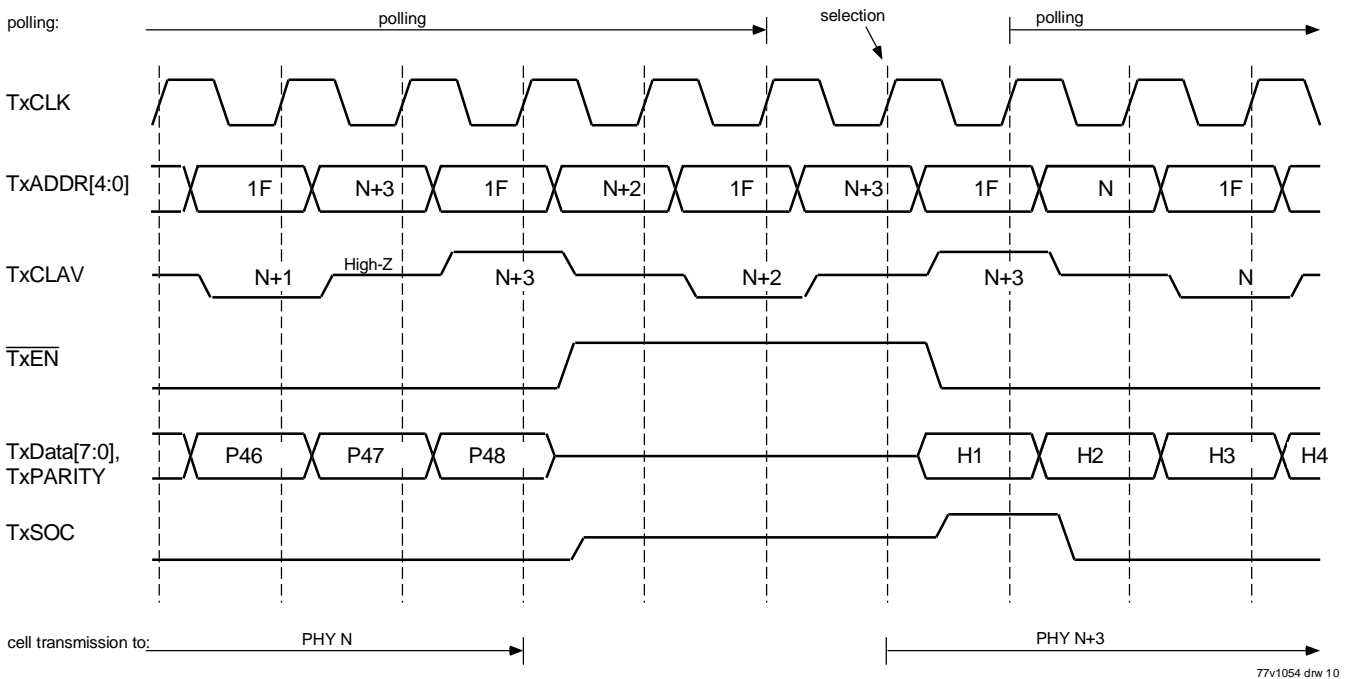 polling: polling selection polling
TxCLK
TxADDR[4:0] 1F N+3 1F N+2 1F N+3 1F N 1F
TxCLAV N+1 High-Z N+3 N+2 N+3 N
TxEN
TxData[7:0], TxPARITY P46 P47 P48 H1 H2 H3 H4
TxSOC
cell transmission to: PHY N PHY N+3
77v1054 drw 10